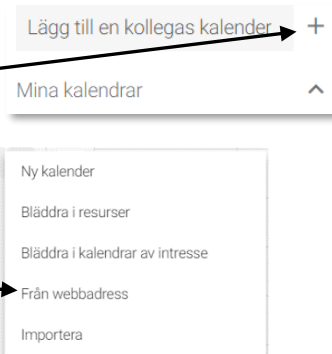 Lägg till en kollegas kalender
Mina kalendrar
Ny kalender
Bläddra i resurser
Bläddra i kalendrar av intresse
Från webbadress
Importera